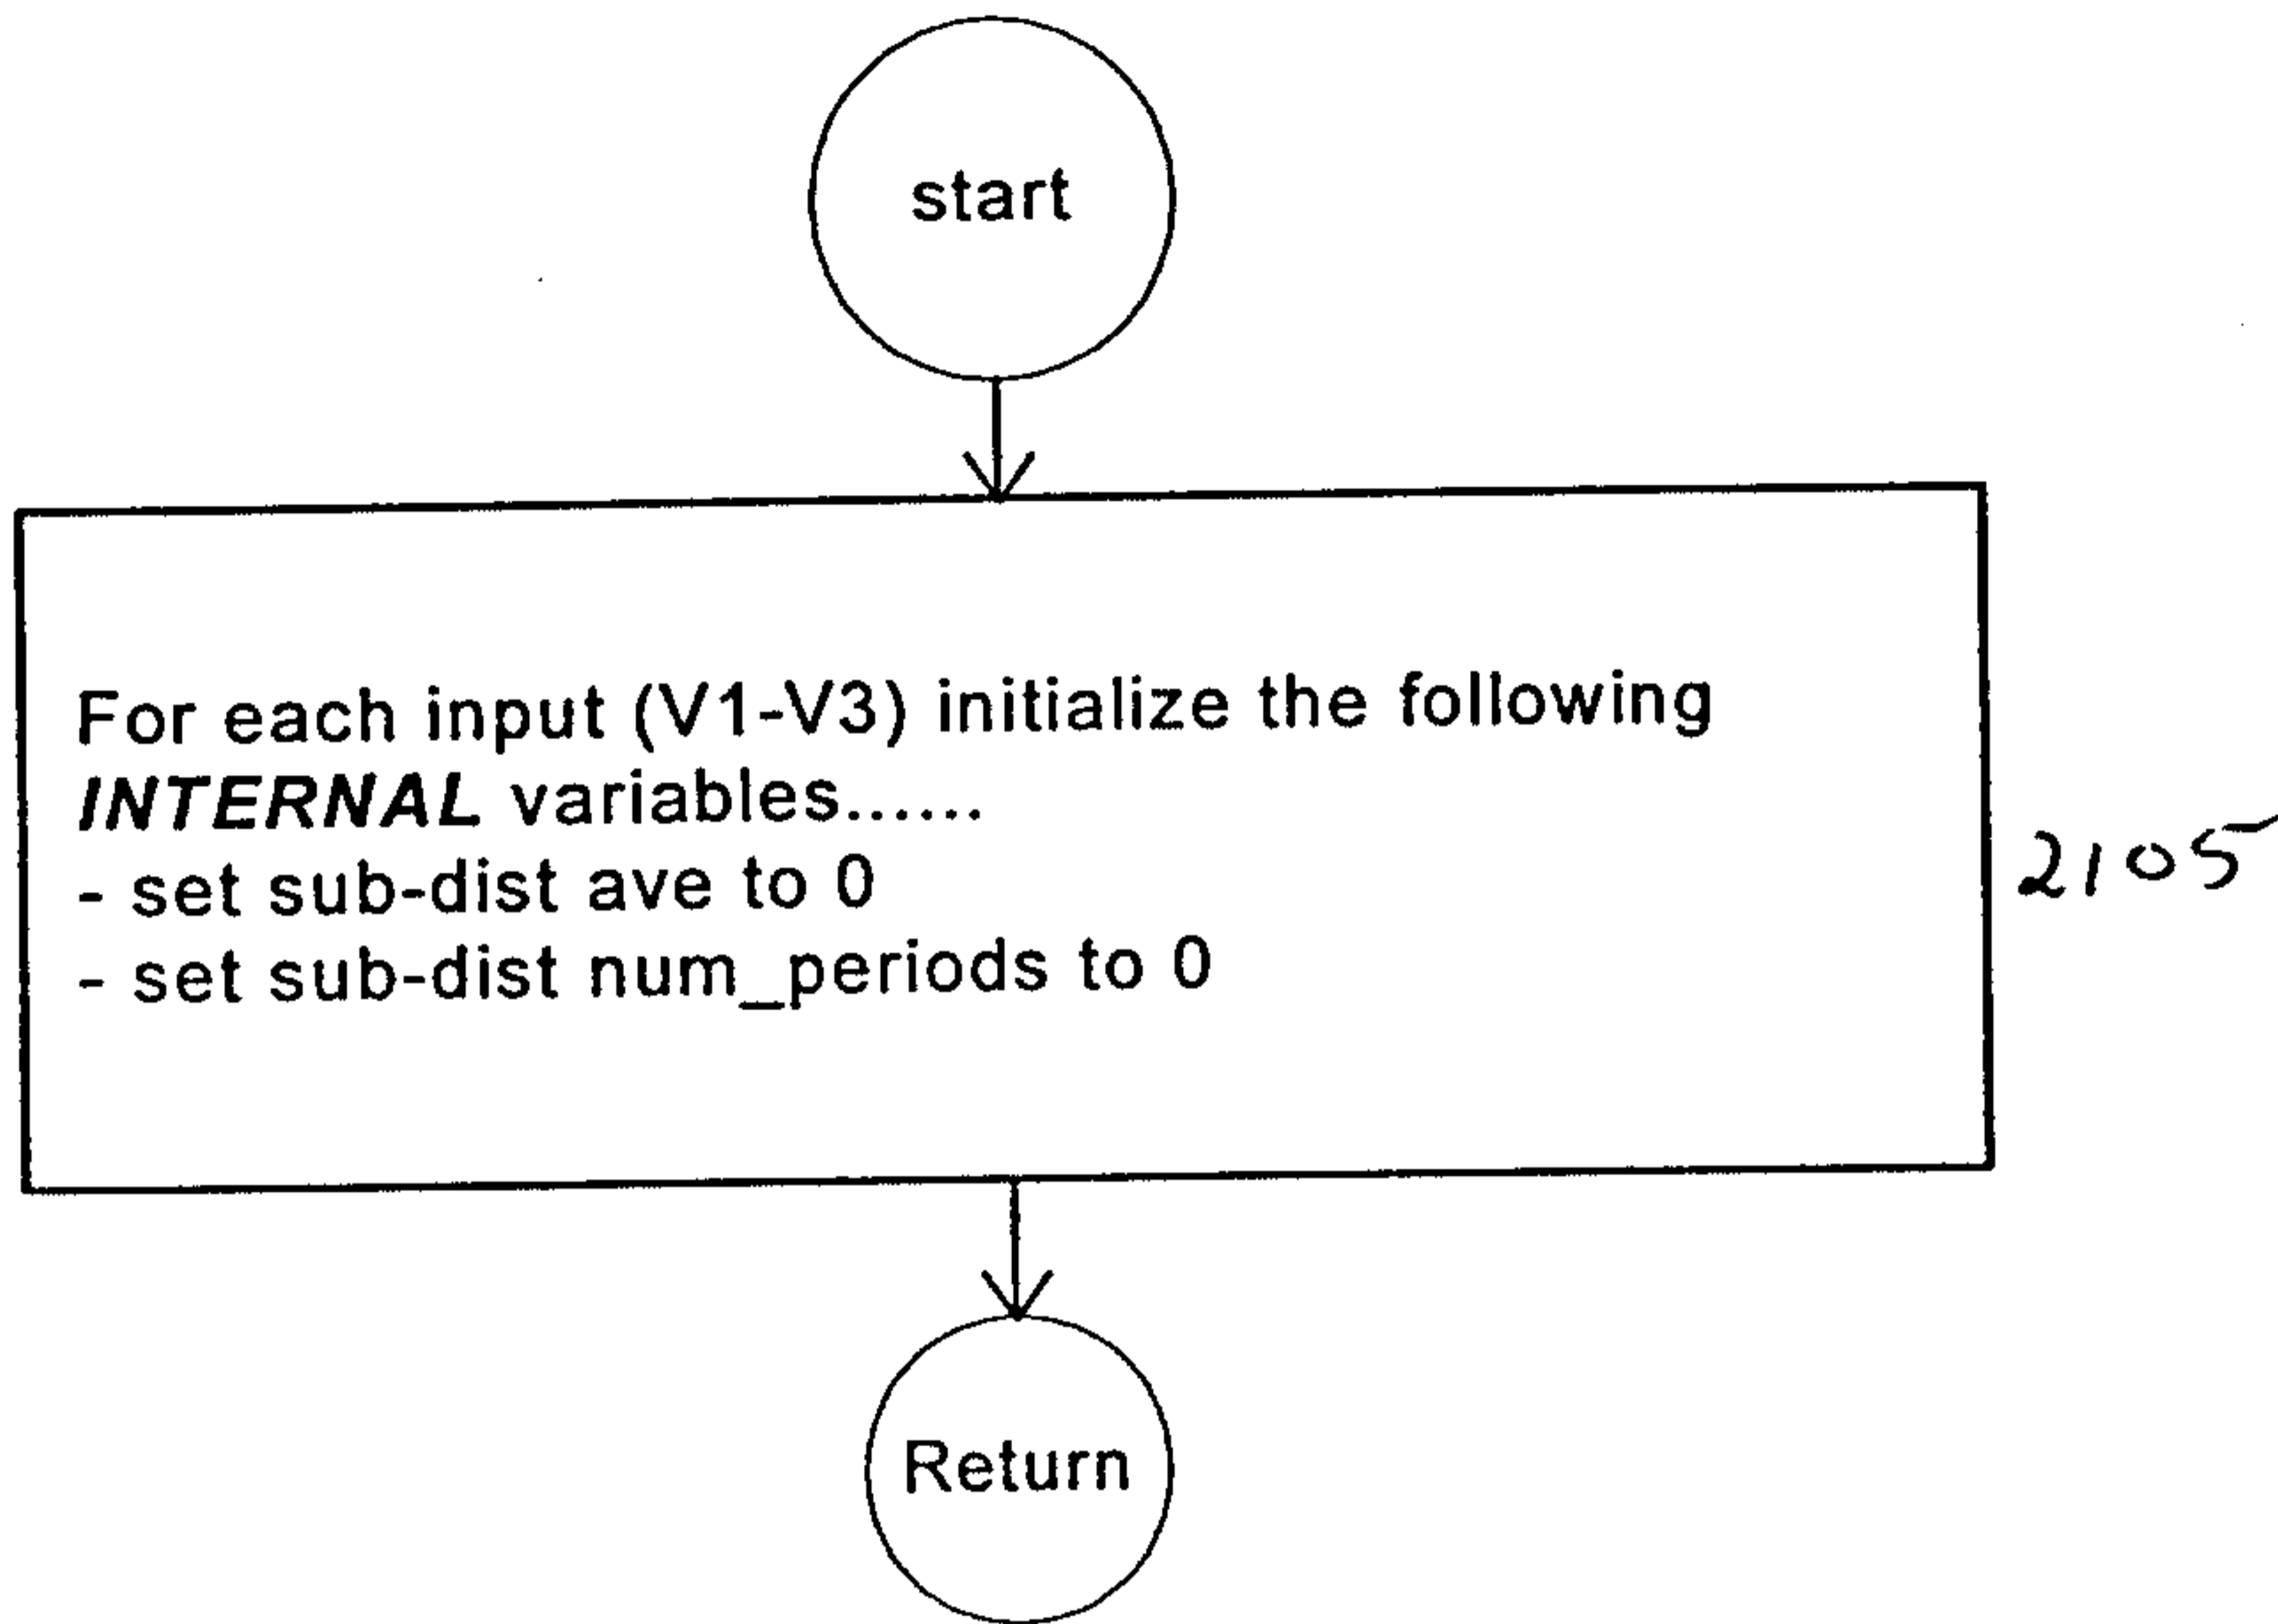 start
For each input (V1-V3) initialize the following
INTERNAL variables......
- set sub-dist ave to 0
- set sub-dist num_periods to 0
2105
Return